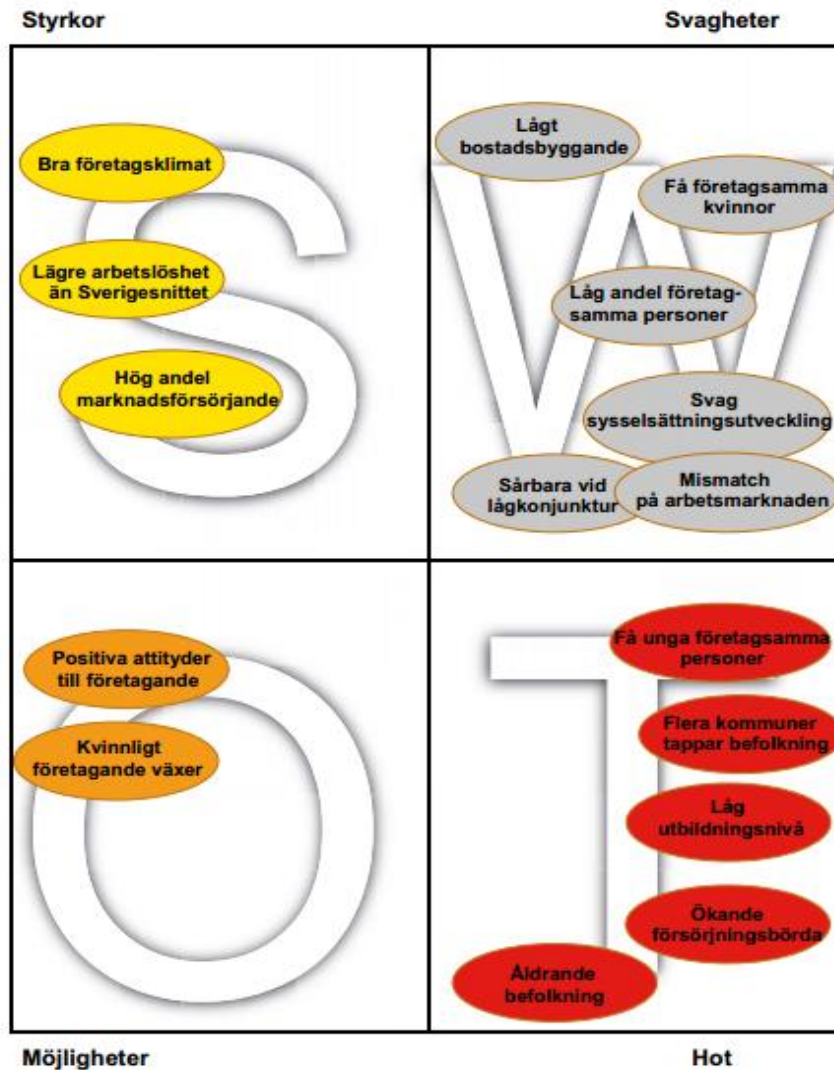 Styrkor
Svagheter
Bra företagsklimat
Lägre arbetslöshet
än Sverigesnittet
Hög andel
marknadsförsörjande
Lågt
bostadsbyggande
Få företagsamma
kvinnor
Låg andel företag-
samma personer
Svag
sysselsättningsutveckling
Sårbara vid
lågkonjunktur
Mismatch
på arbetsmarknaden
S
W
Positiva attityder
till företagande
Kvinnligt
företagande växer
O
Få unga företagsamma
personer
Flera kommuner
tappar befolkning
Låg
utbildningsnivå
Ökande
försörjningsbörda
Åldrande
befolkning
T
Möjligheter
Hot